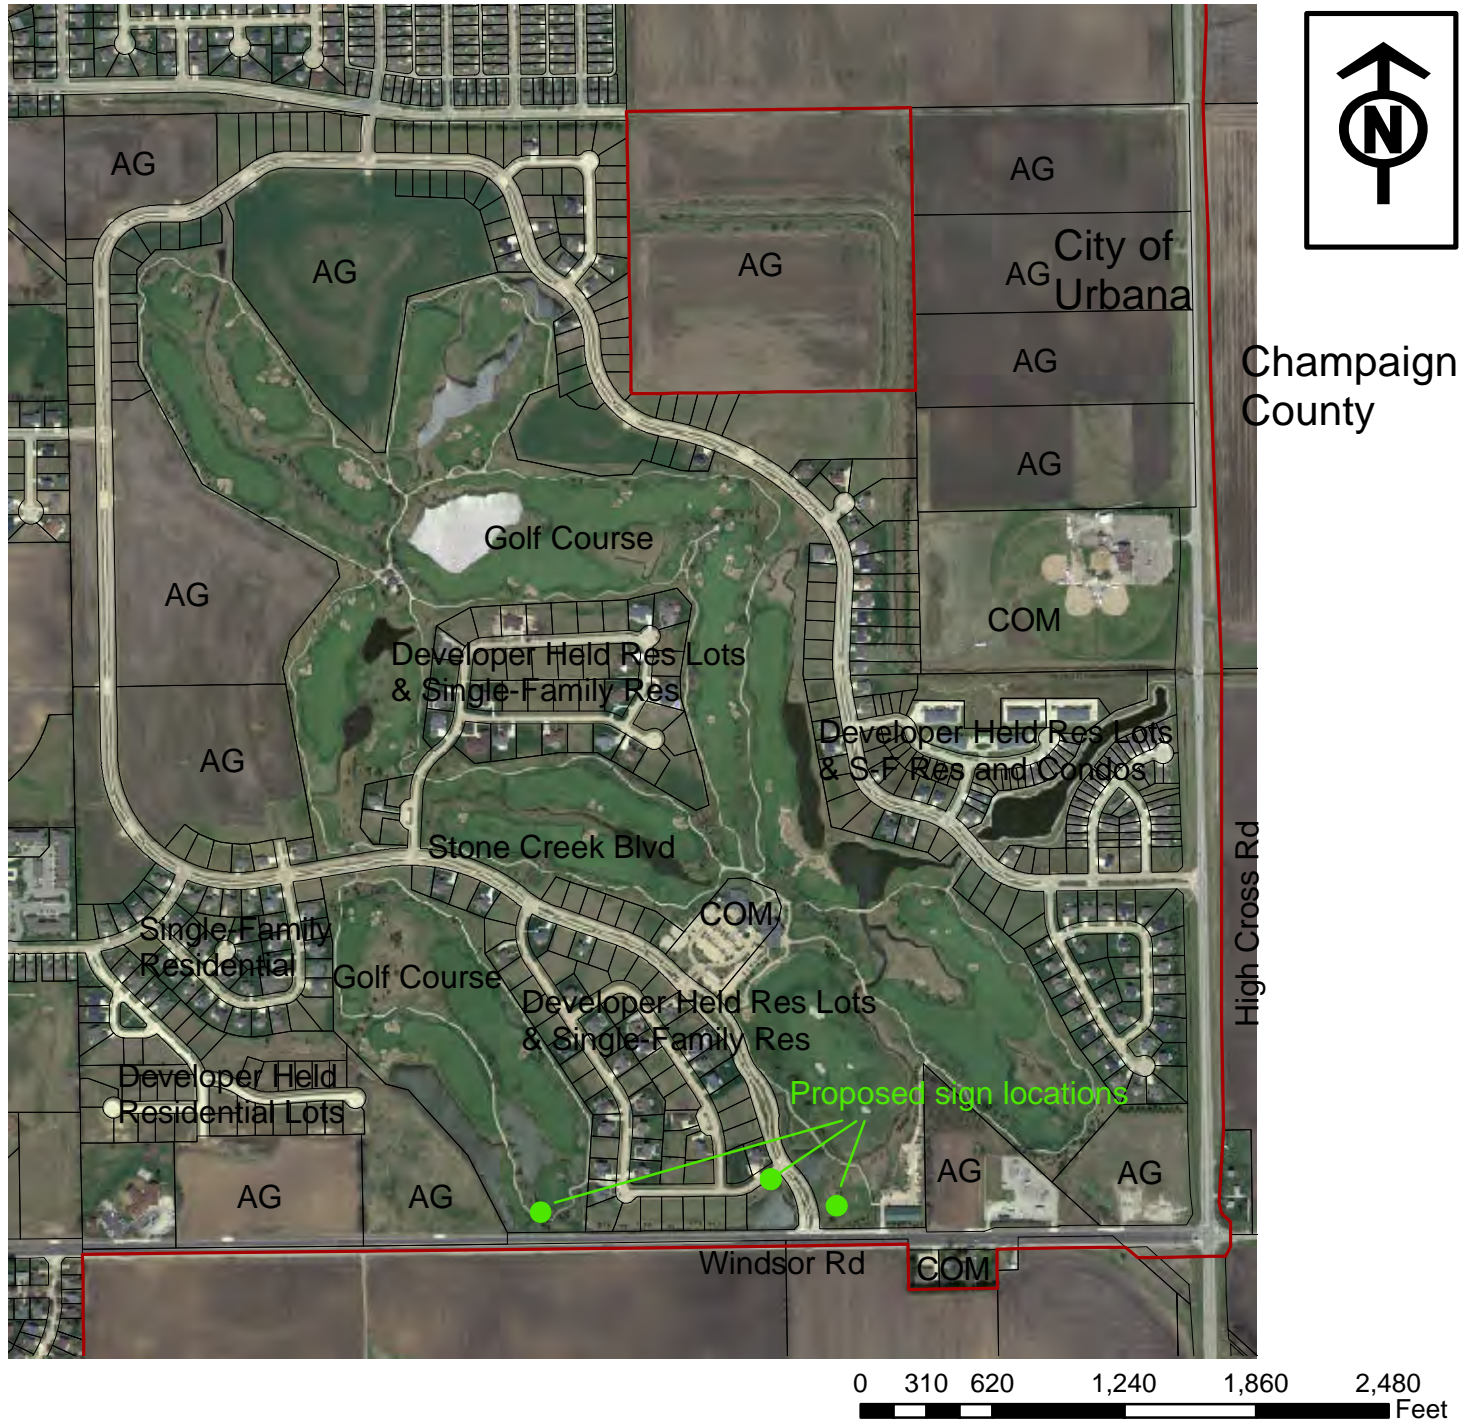 N
AG
AG
City of
Urbana
AG
AG
AG
Champaign
County
AG
AG
Golf Course
AG
COM
Developer Held Res Lots
& Single-Family Res
Developer Held Res Lots
& S-F Res and Condos
AG
Stone Creek Blvd
High Cross Rd
COM
Single-Family
Residential
Golf Course
Developer Held Res Lots
& Single-Family Res
Developer Held
Residential Lots
Proposed sign locations
AG
AG
AG
AG
Windsor Rd
COM
0 310 620 1,240 1,860 2,480
Feet